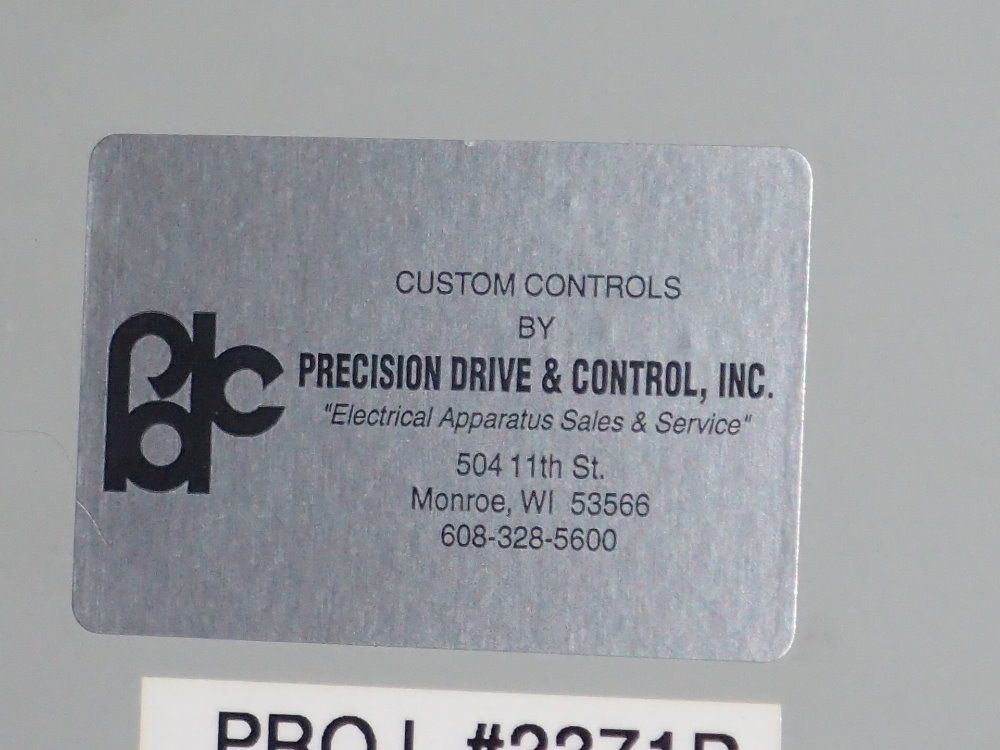 CUSTOM CONTROLS
BY
pdc PRECISION DRIVE & CONTROL, INC.
"Electrical Apparatus Sales & Service"
504 11th St.
Monroe, WI 53566
608-328-5600